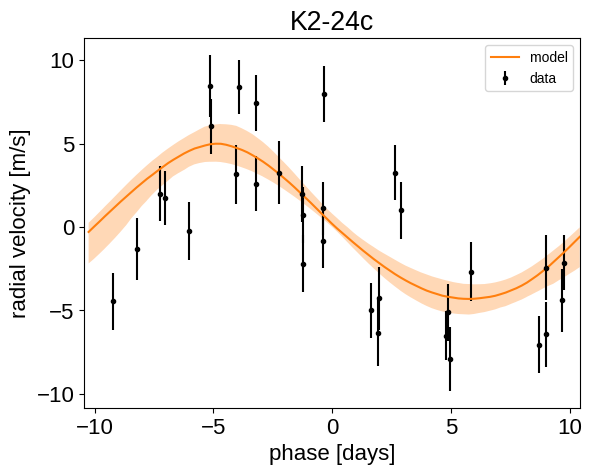 K2-24c
model
data
10
5
0
−5
−10
radial velocity [m/s]
−10
−5
0
5
10
phase [days]